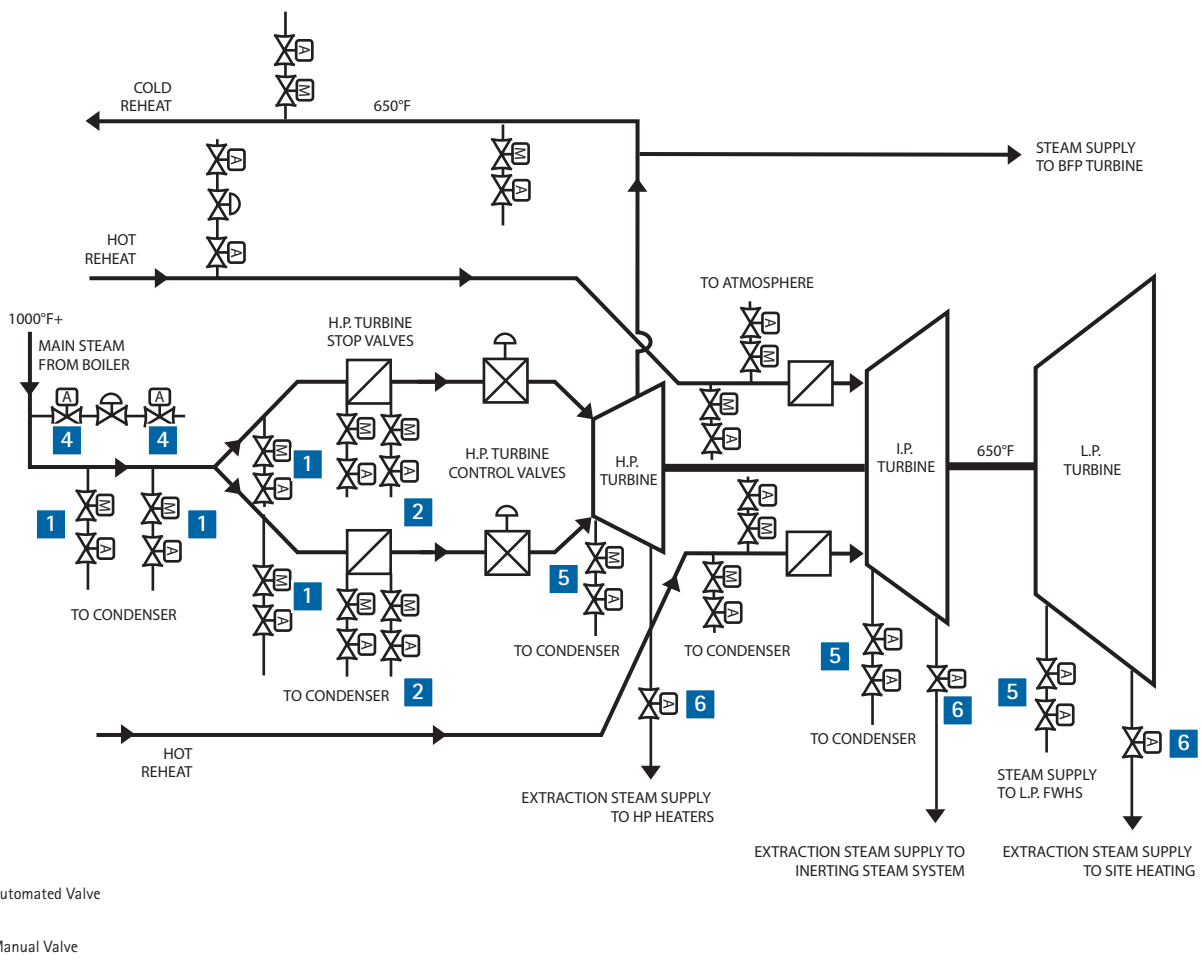 A
M
COLD
REHEAT
650°F
M
A
STEAM SUPPLY
TO BFP TURBINE
A
A
HOT
REHEAT
TO ATMOSPHERE
A
M
1000°F+
MAIN STEAM
FROM BOILER
H.P. TURBINE
STOP VALVES
A
A
4
4
M
A
M
A
1
M
A
M
A
2
H.P. TURBINE
CONTROL VALVES
H.P.
TURBINE
I.P.
TURBINE
650°F
L.P.
TURBINE
1
M
A
M
A
1
TO CONDENSER
M
A
1
M
A
M
A
2
TO CONDENSER
5
M
A
TO CONDENSER
A
M
M
A
TO CONDENSER
A
6
5
A
A
TO CONDENSER
A
6
5
A
A
STEAM SUPPLY
TO L.P. FWHS
A
6
HOT
REHEAT
EXTRACTION STEAM SUPPLY
TO HP HEATERS
EXTRACTION STEAM SUPPLY TO
INERTING STEAM SYSTEM
EXTRACTION STEAM SUPPLY
TO SITE HEATING
utomated Valve
Manual Valve